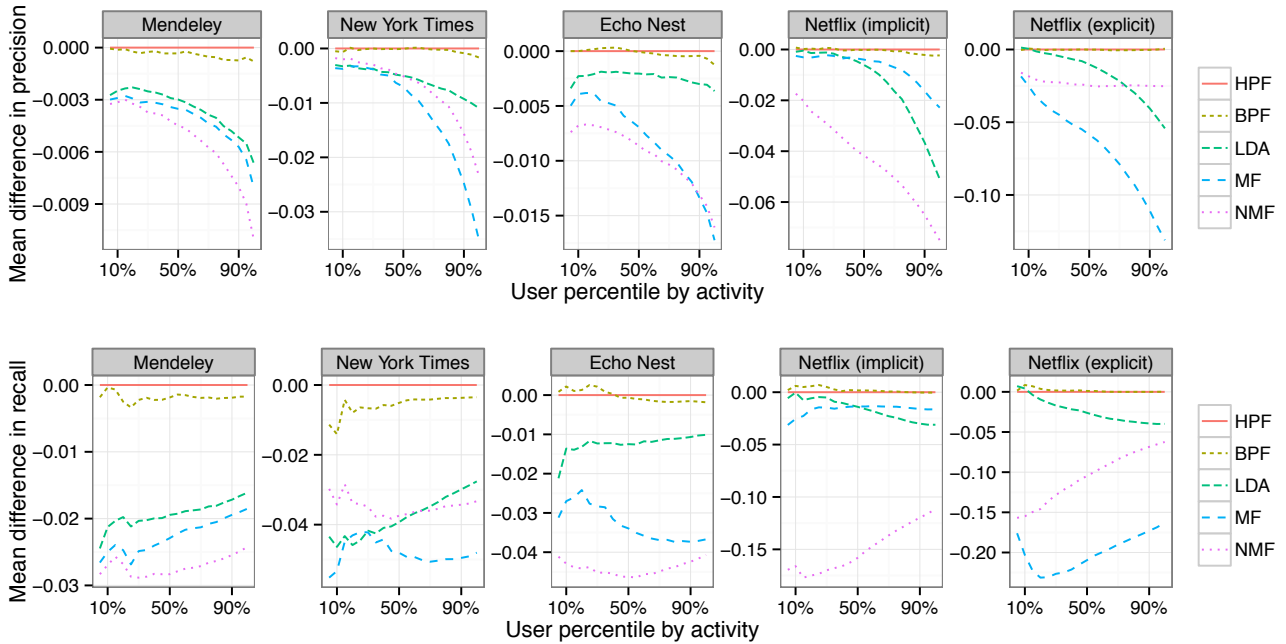 Mendeley New York Times Echo Nest Netflix (implicit) Netflix (explicit)
Mean difference in precision
0.000 −0.003 −0.006 −0.009
0.00 −0.01 −0.02 −0.03
0.000 −0.005 −0.010 −0.015
0.00 −0.02 −0.04 −0.06
0.00 −0.05 −0.10
10% 50% 90% 10% 50% 90% 10% 50% 90% 10% 50% 90% 10% 50% 90%
User percentile by activity
HPF
BPF
LDA
MF
NMF
Mendeley New York Times Echo Nest Netflix (implicit) Netflix (explicit)
Mean difference in recall
0.00 −0.01 −0.02 −0.03
0.00 −0.02 −0.04
0.00 −0.01 −0.02 −0.03 −0.04
0.00 −0.05 −0.10 −0.15
0.00 −0.05 −0.10 −0.15 −0.20
10% 50% 90% 10% 50% 90% 10% 50% 90% 10% 50% 90% 10% 50% 90%
User percentile by activity
HPF
BPF
LDA
MF
NMF